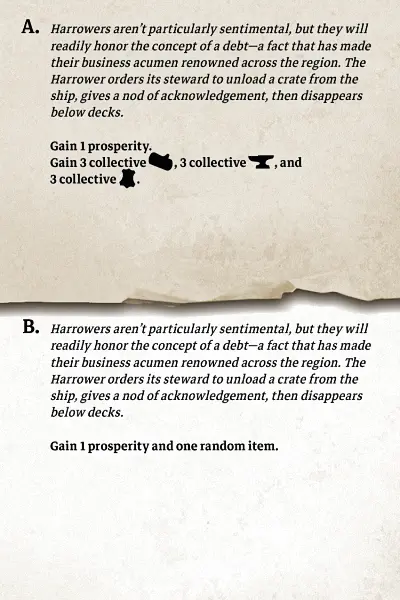 A. Harrowers aren't particularly sentimental, but they will
readily honor the concept of a debt—a fact that has made
their business acumen renowned across the region. The
Harrower orders its steward to unload a crate from the
ship, gives a nod of acknowledgement, then disappears
below decks.
Gain 1 prosperity.
Gain 3 collective , 3 collective , and
3 collective .
B. Harrowers aren't particularly sentimental, but they will
readily honor the concept of a debt—a fact that has made
their business acumen renowned across the region. The
Harrower orders its steward to unload a crate from the
ship, gives a nod of acknowledgement, then disappears
below decks.
Gain 1 prosperity and one random item.